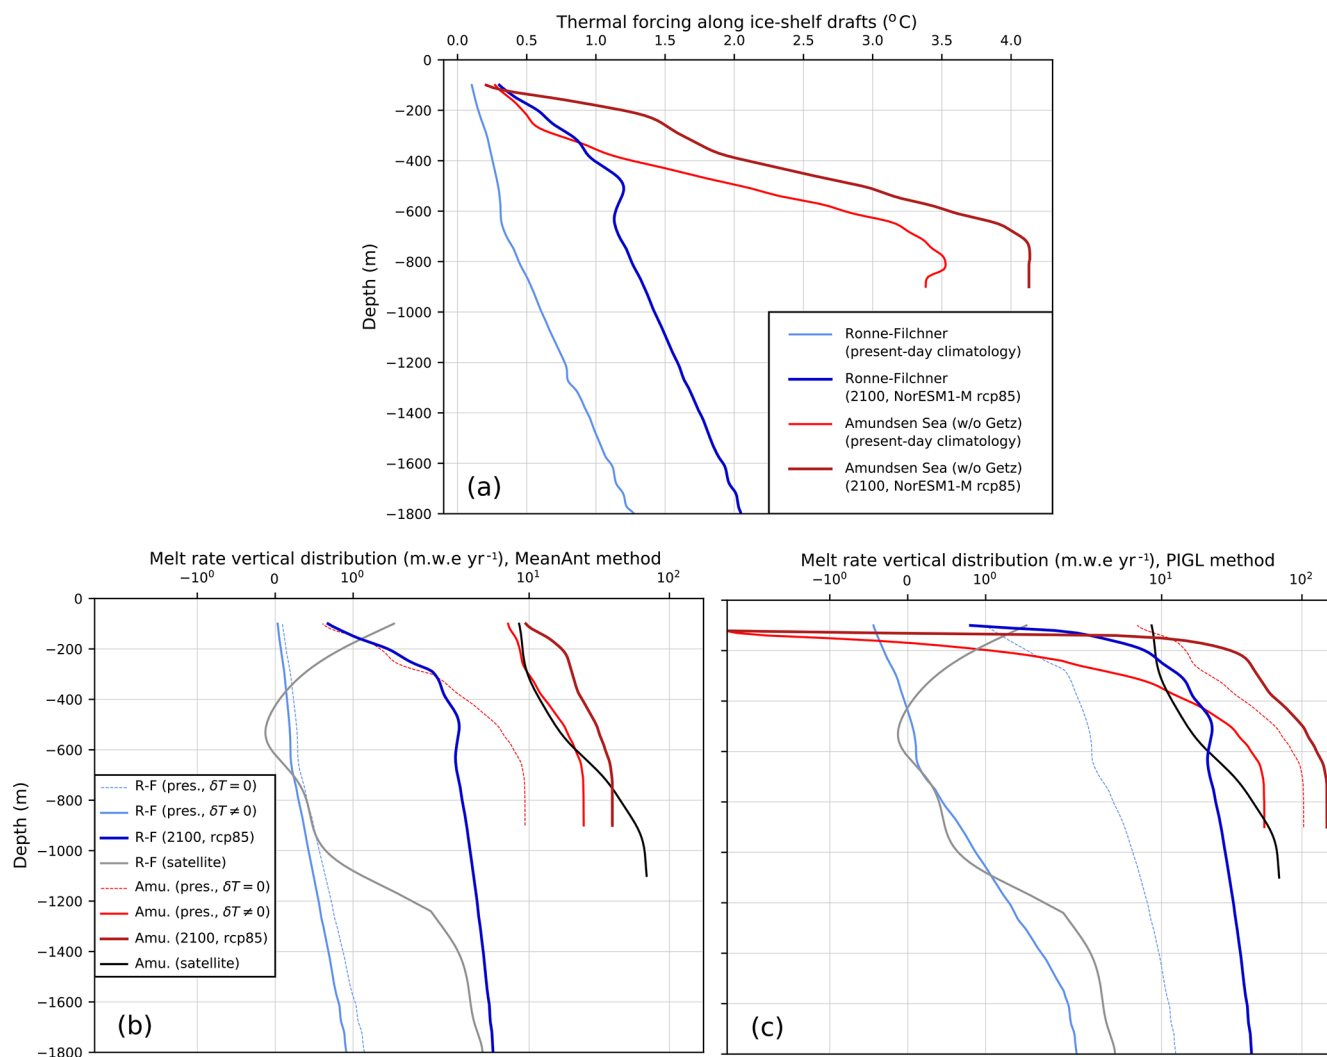 Thermal forcing along ice-shelf drafts (°C)
0.0 0.5 1.0 1.5 2.0 2.5 3.0 3.5 4.0
0
−200
−400
−600
−800
−1000
−1200
−1400
−1600
−1800
Depth (m)
Ronne-Filchner
(present-day climatology)
Ronne-Filchner
(2100, NorESM1-M rcp85)
Amundsen Sea (w/o Getz)
(present-day climatology)
Amundsen Sea (w/o Getz)
(2100, NorESM1-M rcp85)
(a)
Melt rate vertical distribution (m.w.e yr⁻¹), MeanAnt method
−10⁰ 0 10⁰ 10¹ 10²
0
−200
−400
−600
−800
−1000
−1200
−1400
−1600
−1800
Depth (m)
R-F (pres., δT = 0)
R-F (pres., δT ≠ 0)
R-F (2100, rcp85)
R-F (satellite)
Amu. (pres., δT = 0)
Amu. (pres., δT ≠ 0)
Amu. (2100, rcp85)
Amu. (satellite)
(b)
Melt rate vertical distribution (m.w.e yr⁻¹), PIGL method
−10⁰ 0 10⁰ 10¹ 10²
(c)